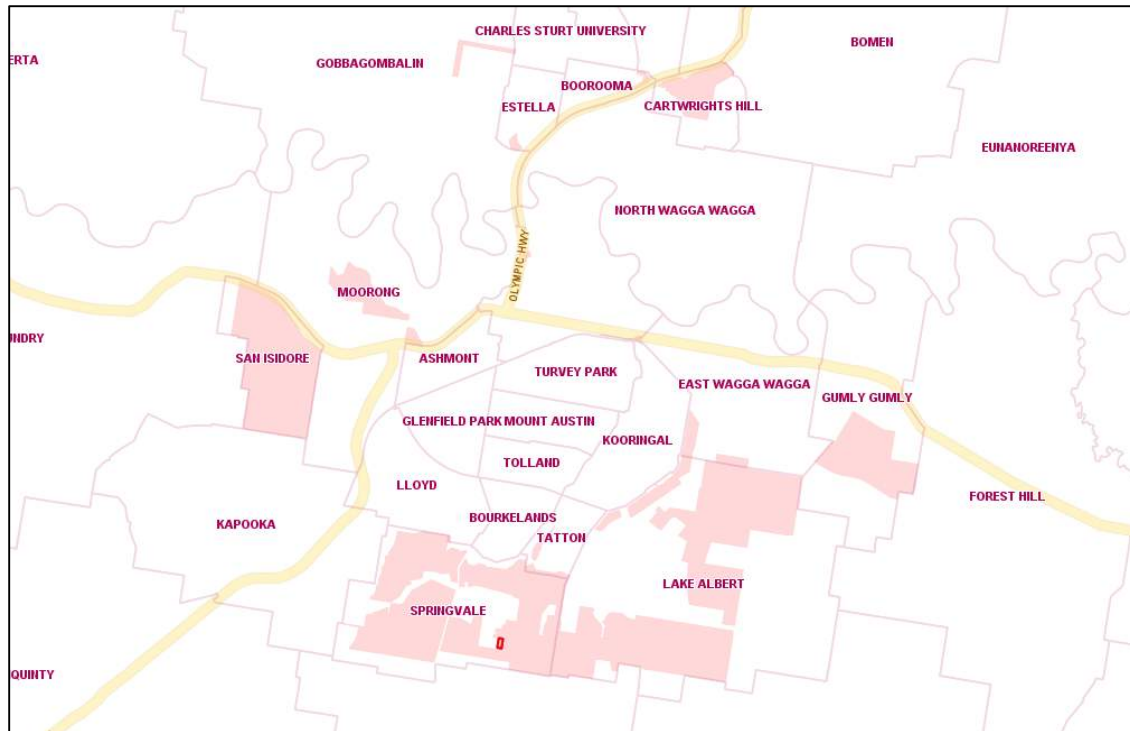 CHARLES STURT UNIVERSITY
BOMEN
ERTA
GOBBAGOMBALIN
BOOROOMA
ESTELLA
CARTWRIGHTS HILL
EUNANOREENYA
NORTH WAGGA WAGGA
OLYMPIC HWY
MOORONG
UNDRY
SAN ISIDORE
ASHMONT
TURVEY PARK
EAST WAGGA WAGGA
GUMLY GUMLY
GLENFIELD PARK
MOUNT AUSTIN
KOORINGAL
TOLLAND
LLOYD
FOREST HILL
BOURKELANDS
KAPOOKA
TATTON
LAKE ALBERT
SPRINGVALE
QUINTY